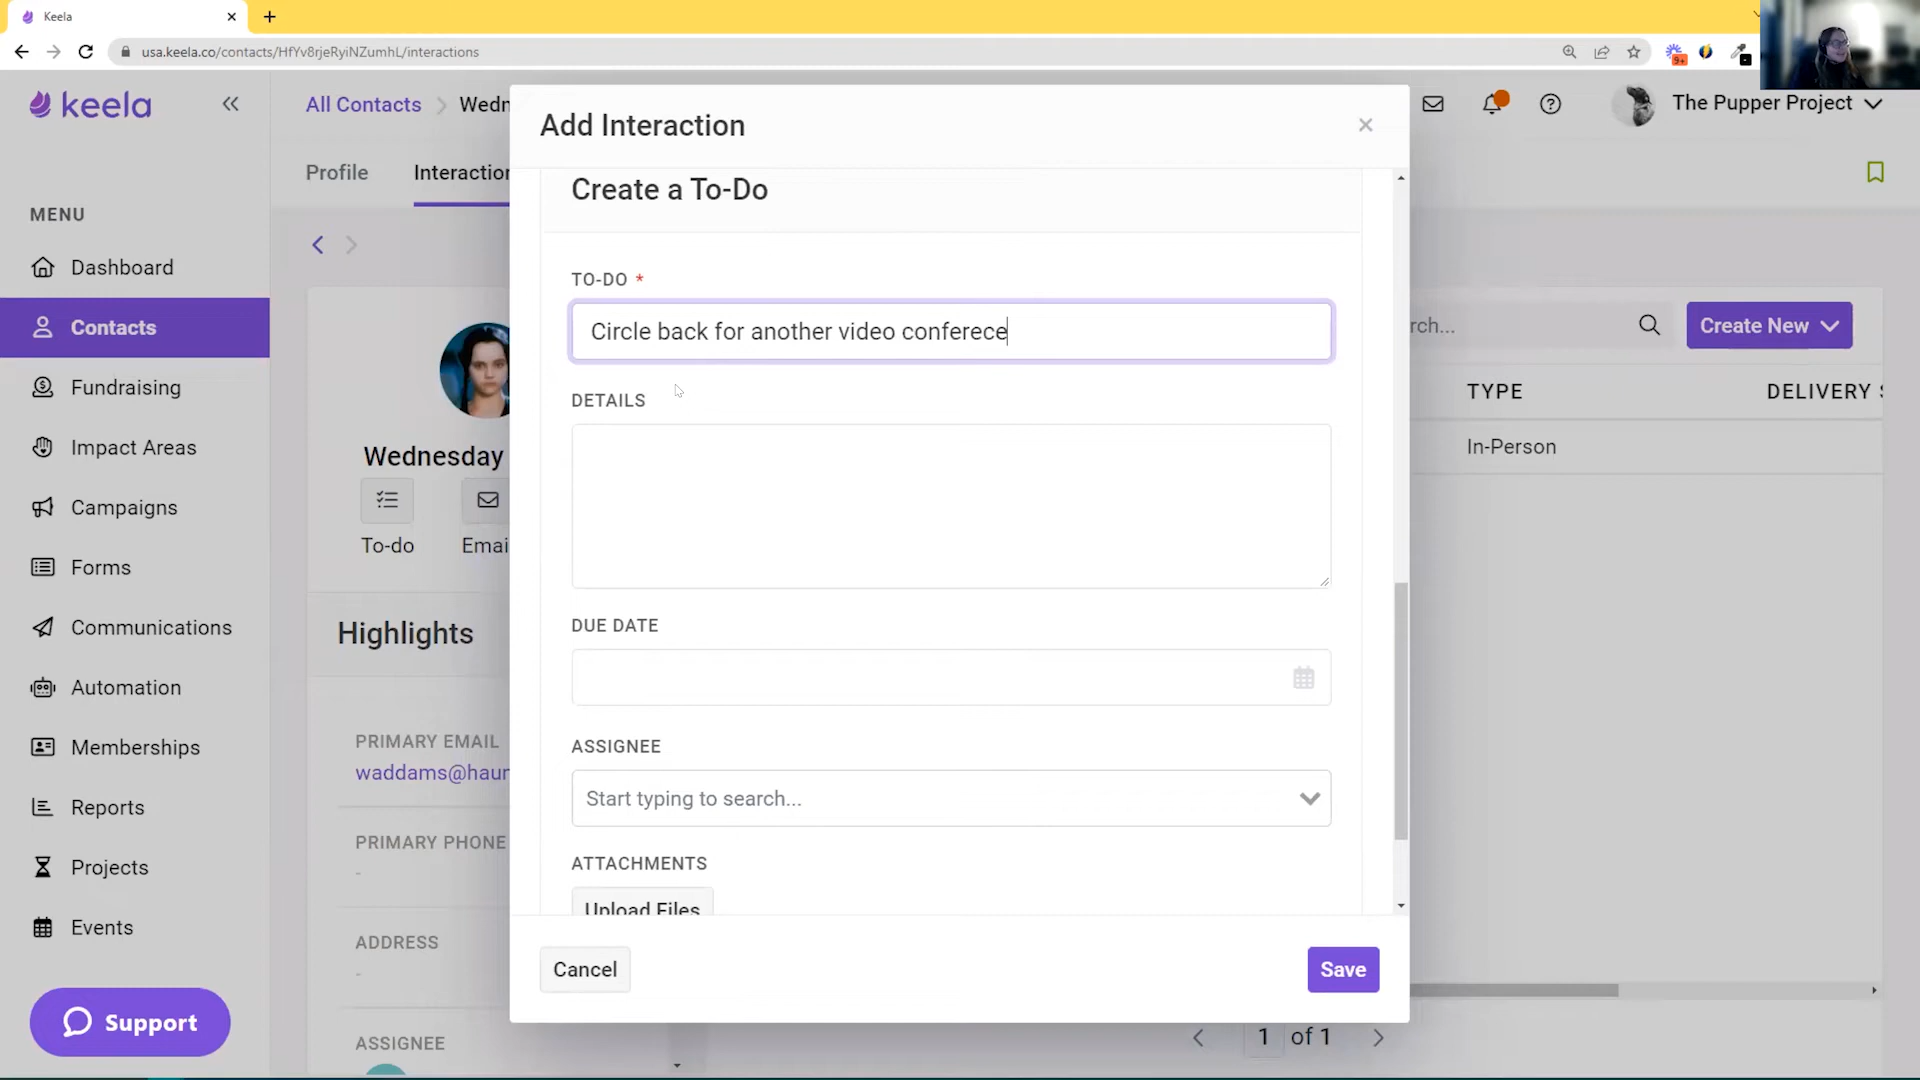 Keela
usa.keela.co/contacts/HfYv8rjeRyiNZumhL/interactions
9+
keela
All Contacts
Wedn
Add Interaction
The Pupper Project
Profile
Interaction
MENU
Dashboard
Contacts
Fundraising
Impact Areas
Campaigns
Forms
Communications
Automation
Memberships
Reports
Projects
Events
Support
Wednesday
To-do
Emai
Highlights
PRIMARY EMAIL
waddams@haun
PRIMARY PHONE
-
ADDRESS
-
ASSIGNEE
Create a To-Do
TO-DO *
Circle back for another video conferece
DETAILS
DUE DATE
ASSIGNEE
Start typing to search...
ATTACHMENTS
Upload Files
Cancel
Save
rch...
Create New
TYPE
DELIVERY S
In-Person
1 of 1